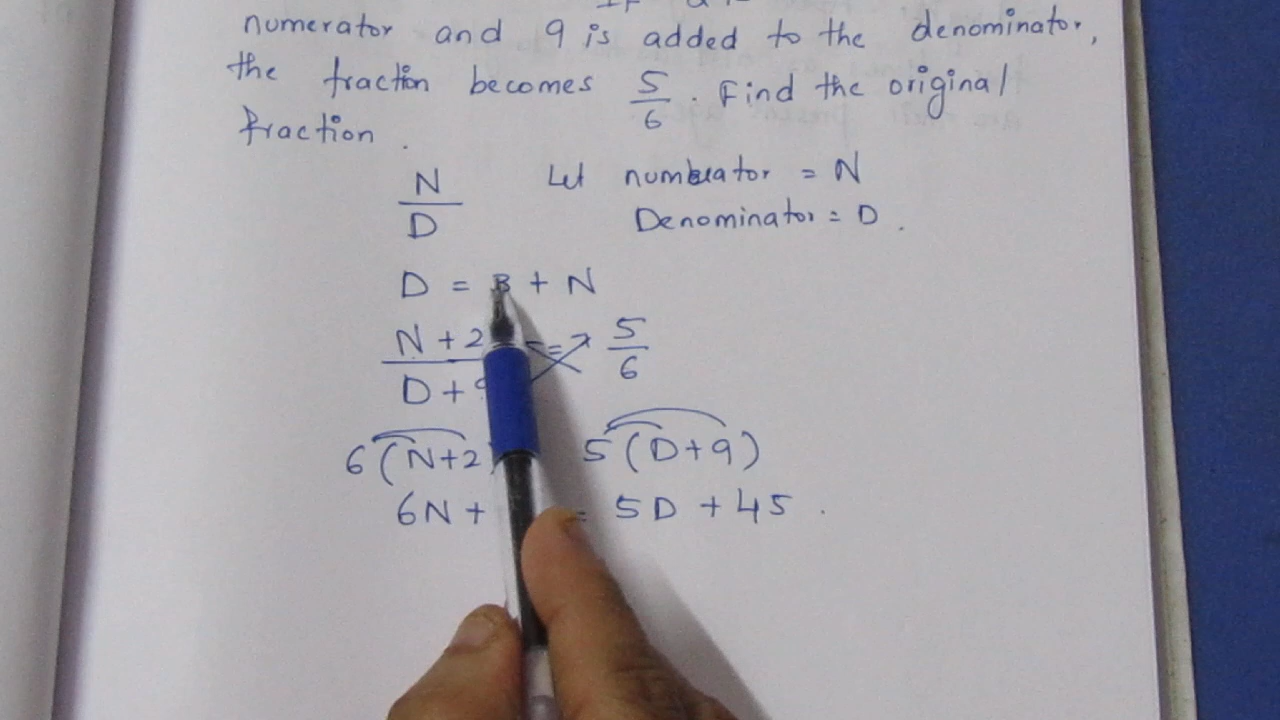 numerator and 9 is added to the denominator,
the fraction becomes 5/6. Find the original
fraction.
N/D Let numerator = N
Denominator = D.
D = + N
N+2 = 5/6
D+9
6(N+2) 5(D+9)
6N + = 5D + 45.